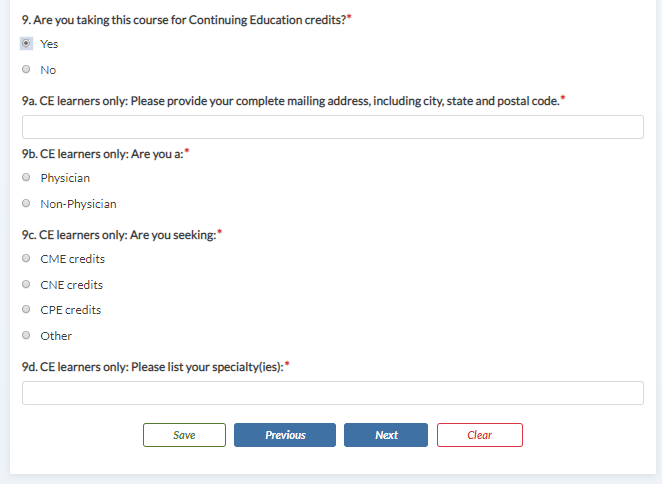 9. Are you taking this course for Continuing Education credits?*
Yes
No
9a. CE learners only: Please provide your complete mailing address, including city, state and postal code.*
9b. CE learners only: Are you a:*
Physician
Non-Physician
9c. CE learners only: Are you seeking:*
CME credits
CNE credits
CPE credits
Other
9d. CE learners only: Please list your specialty(ies):*
Save Previous Next Clear